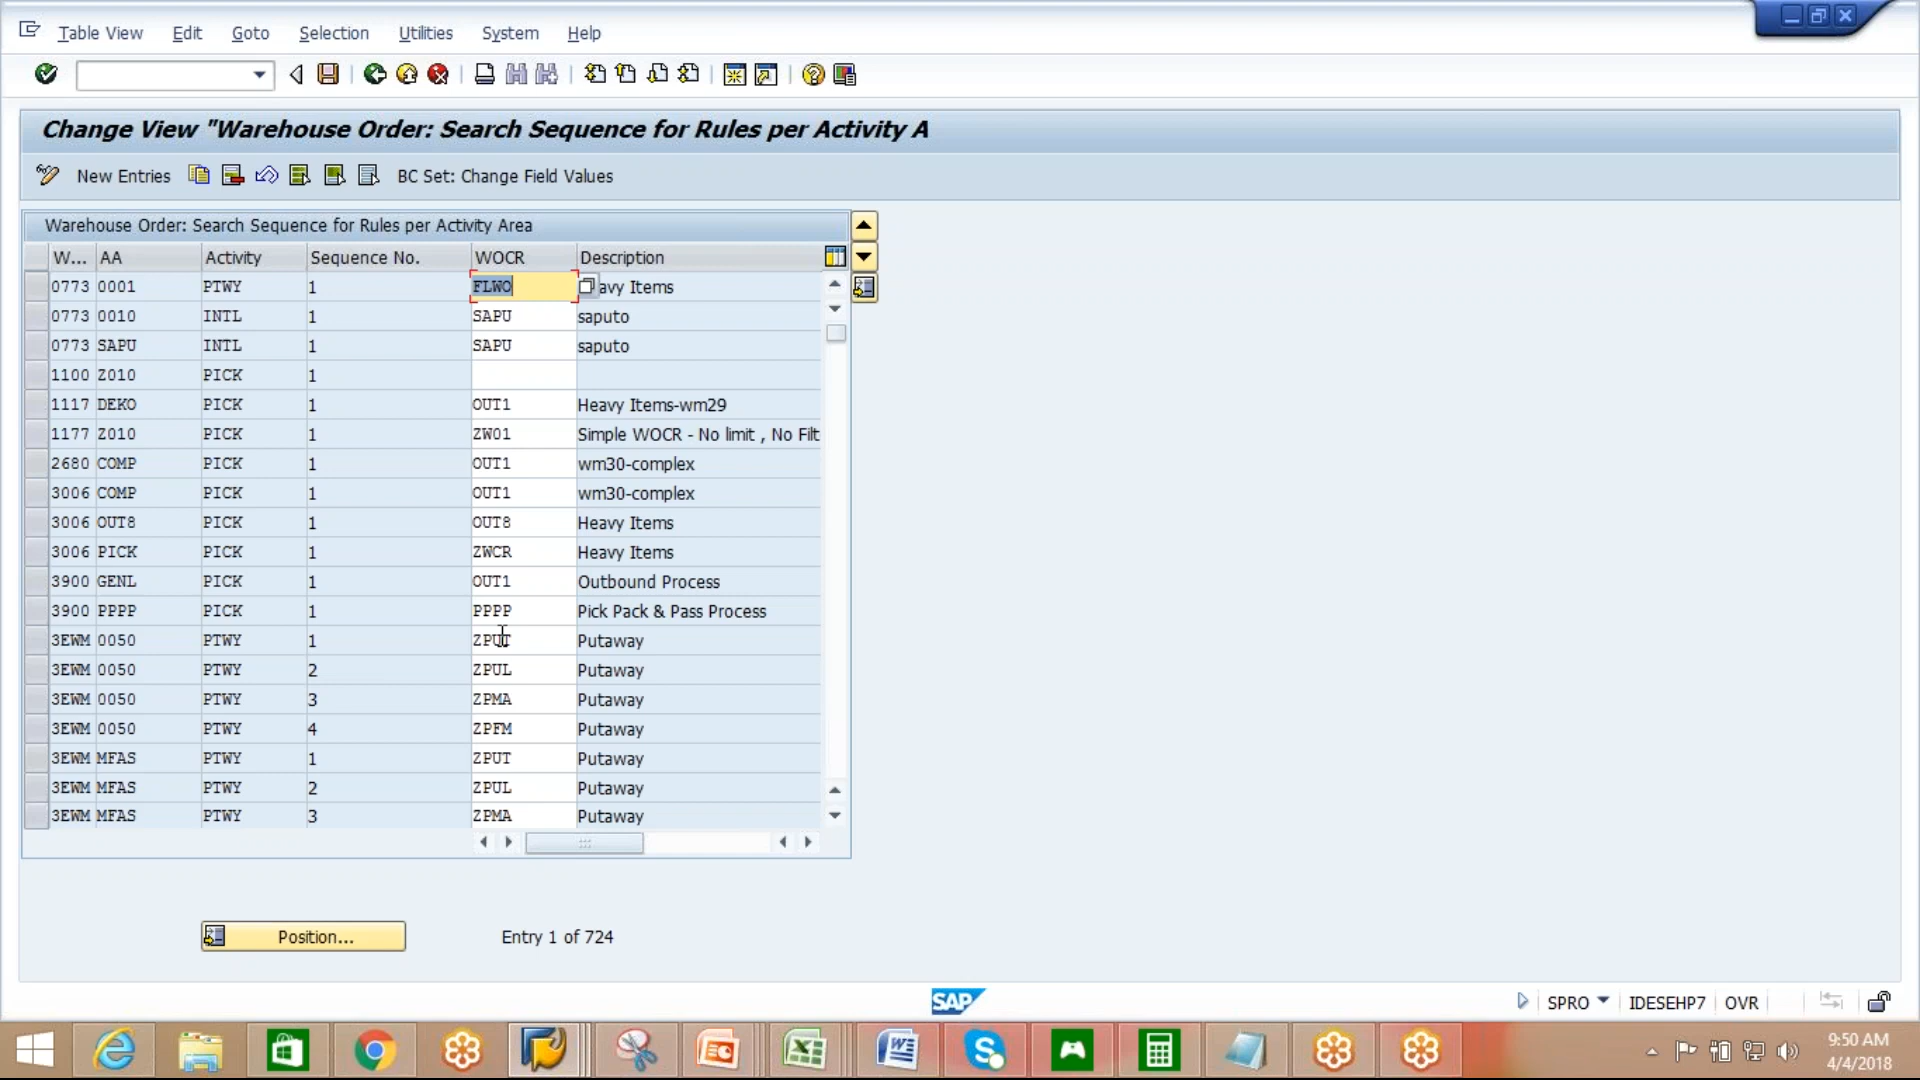 Table View Edit Goto Selection Utilities System Help
Change View "Warehouse Order: Search Sequence for Rules per Activity A
New Entries BC Set: Change Field Values
Warehouse Order: Search Sequence for Rules per Activity Area
W... AA Activity Sequence No. WOCR Description
0773 0001 PTWY 1 FLWO avy Items
0773 0010 INTL 1 SAPU saputo
0773 SAPU INTL 1 SAPU saputo
1100 Z010 PICK 1
1117 DEKO PICK 1 OUT1 Heavy Items-wm29
1177 Z010 PICK 1 ZW01 Simple WOCR - No limit , No Filt
2680 COMP PICK 1 OUT1 wm30-complex
3006 COMP PICK 1 OUT1 wm30-complex
3006 OUT8 PICK 1 OUT8 Heavy Items
3006 PICK PICK 1 ZWCR Heavy Items
3900 GENL PICK 1 OUT1 Outbound Process
3900 PPPP PICK 1 PPPP Pick Pack & Pass Process
3EWM 0050 PTWY 1 ZPUT Putaway
3EWM 0050 PTWY 2 ZPUL Putaway
3EWM 0050 PTWY 3 ZPMA Putaway
3EWM 0050 PTWY 4 ZPFM Putaway
3EWM MFAS PTWY 1 ZPUT Putaway
3EWM MFAS PTWY 2 ZPUL Putaway
3EWM MFAS PTWY 3 ZPMA Putaway
Position... Entry 1 of 724
SAP SPRO IDESEHP7 OVR
9:50 AM
4/4/2018